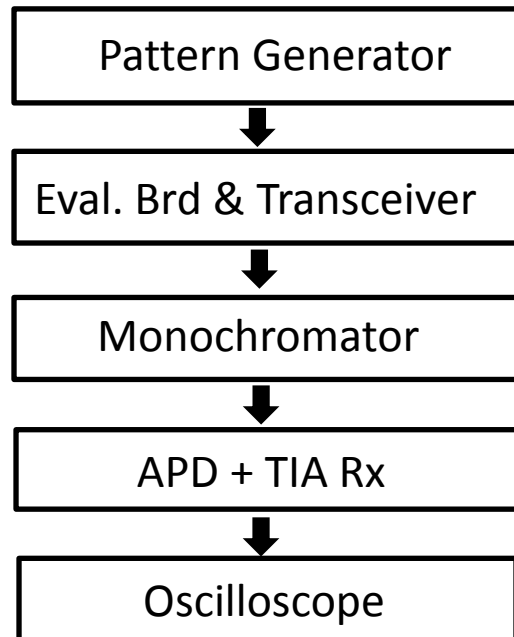 Pattern Generator
Eval. Brd & Transceiver
Monochromator
APD + TIA Rx
Oscilloscope